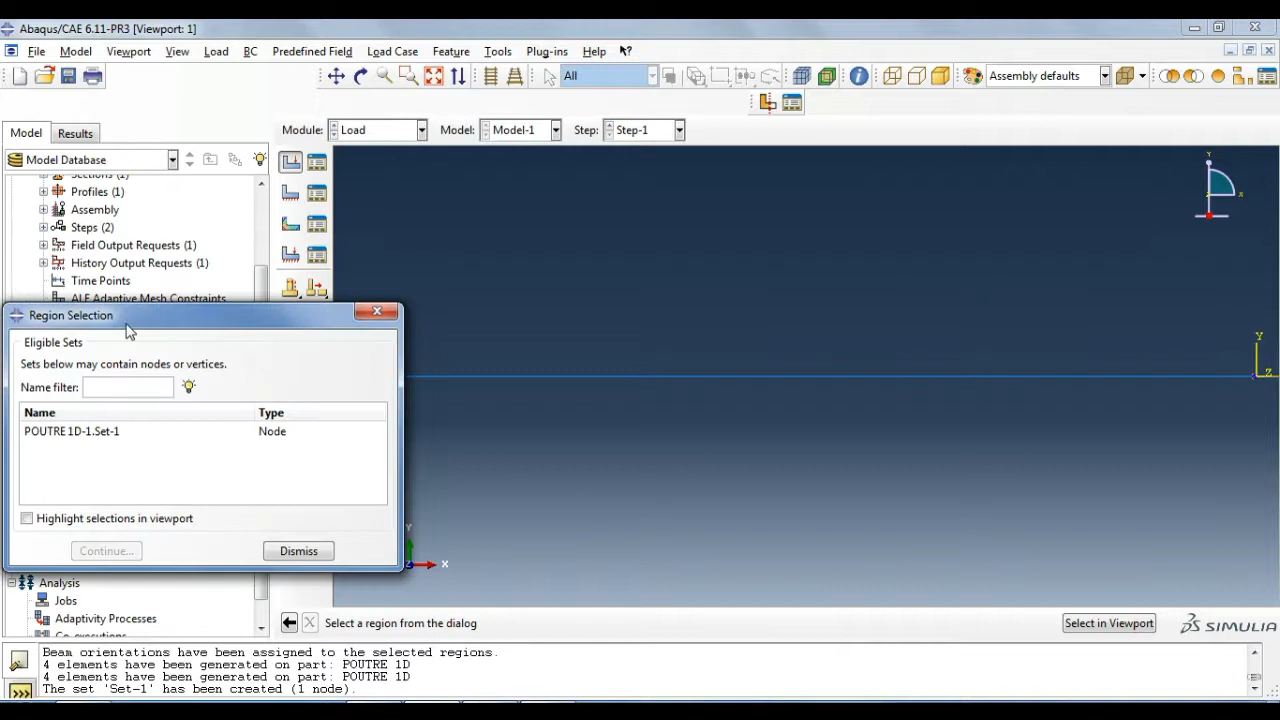 Abaqus/CAE 6.11-PR3 [Viewport: 1]
File Model Viewport View Load BC Predefined Field Load Case Feature Tools Plug-ins Help
All
Assembly defaults
Model Results
Module: Load Model: Model-1 Step: Step-1
Model Database
Sections (1)
Profiles (1)
Assembly
Steps (2)
Field Output Requests (1)
History Output Requests (1)
Time Points
ALE Adaptive Mesh Constraints
Region Selection
Eligible Sets
Sets below may contain nodes or vertices.
Name filter:
Name Type
POUTRE 1D-1.Set-1 Node
Highlight selections in viewport
Continue... Dismiss
Y
X
Y
Z
Y
Z X
Analysis
Jobs
Adaptivity Processes
Co-executions
Select a region from the dialog
Select in Viewport
SIMULIA
Beam orientations have been assigned to the selected regions.
4 elements have been generated on part: POUTRE 1D
4 elements have been generated on part: POUTRE 1D
The set 'Set-1' has been created (1 node).
>>>